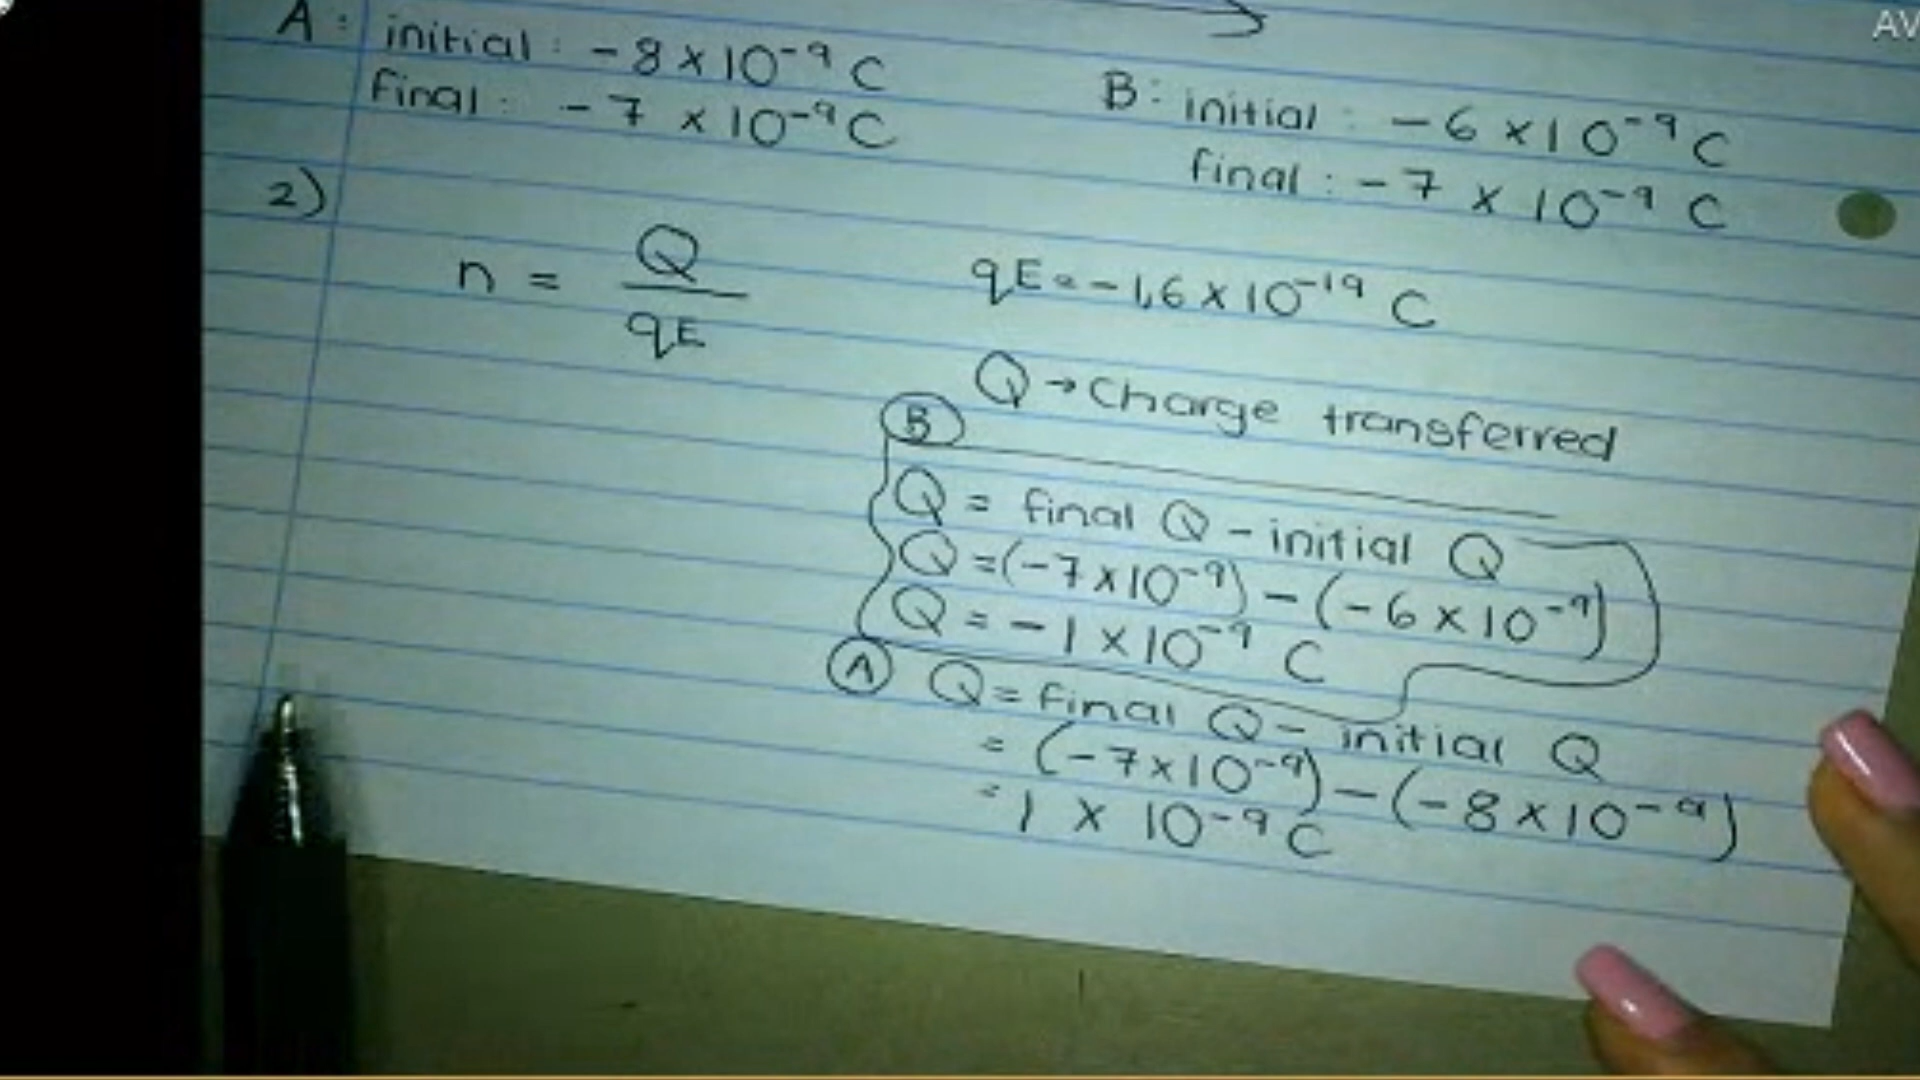 AV
A: initial: -8 x 10⁻⁹ C
final: -7 x 10⁻⁹ C
B: initial: -6 x 10⁻⁹ C
final: -7 x 10⁻⁹ C
2)
n = Q / qE
qE = -1,6 x 10⁻¹⁹ C
Q → Charge transferred
B
Q = final Q - initial Q
Q = (-7 x 10⁻⁹) - (-6 x 10⁻⁹)
Q = -1 x 10⁻⁹ C
A Q = final Q - initial Q
= (-7 x 10⁻⁹) - (-8 x 10⁻⁹)
= 1 x 10⁻⁹ C